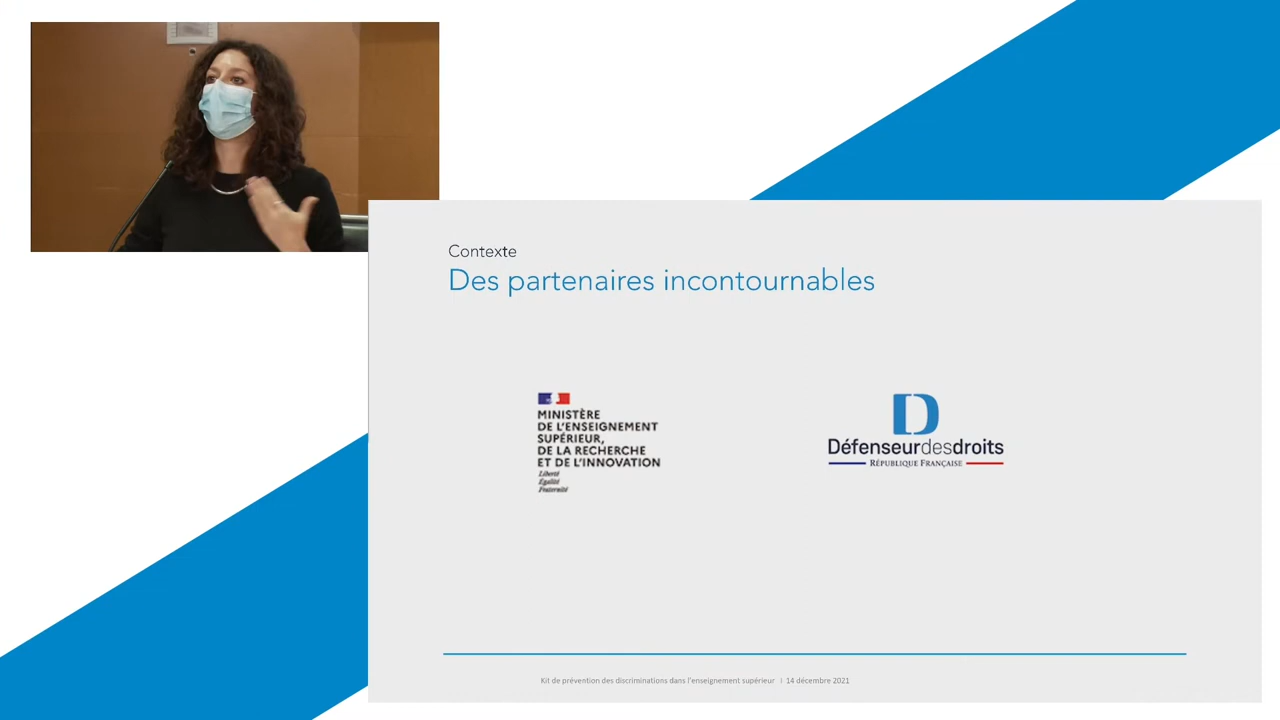 Contexte
Des partenaires incontournables
MINISTÈRE
DE L'ENSEIGNEMENT
SUPÉRIEUR,
DE LA RECHERCHE
ET DE L'INNOVATION
Liberté
Égalité
Fraternité
D
Défenseurdesdroits
RÉPUBLIQUE FRANÇAISE
Kit de prévention des discriminations dans l'enseignement supérieur I 14 décembre 2021